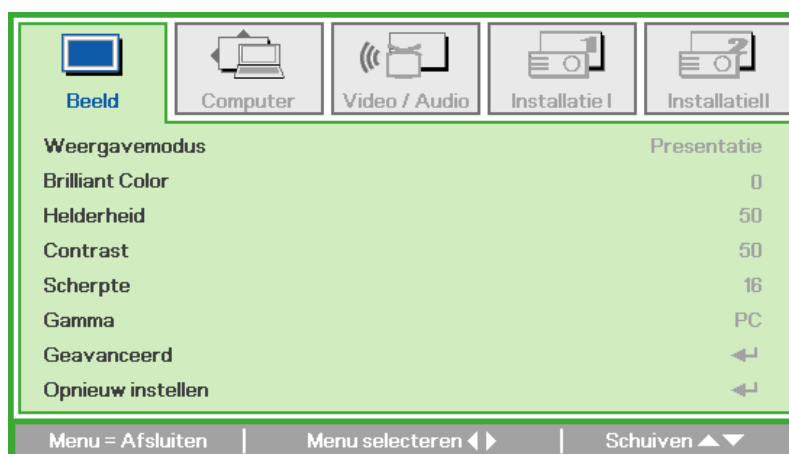 Beeld
Computer
Video / Audio
Installatie I
InstallatieII
Weergavemodus Presentatie
Brilliant Color 0
Helderheid 50
Contrast 50
Scherpte 16
Gamma PC
Geavanceerd
Opnieuw instellen
Menu = Afsluiten | Menu selecteren | Schuiven